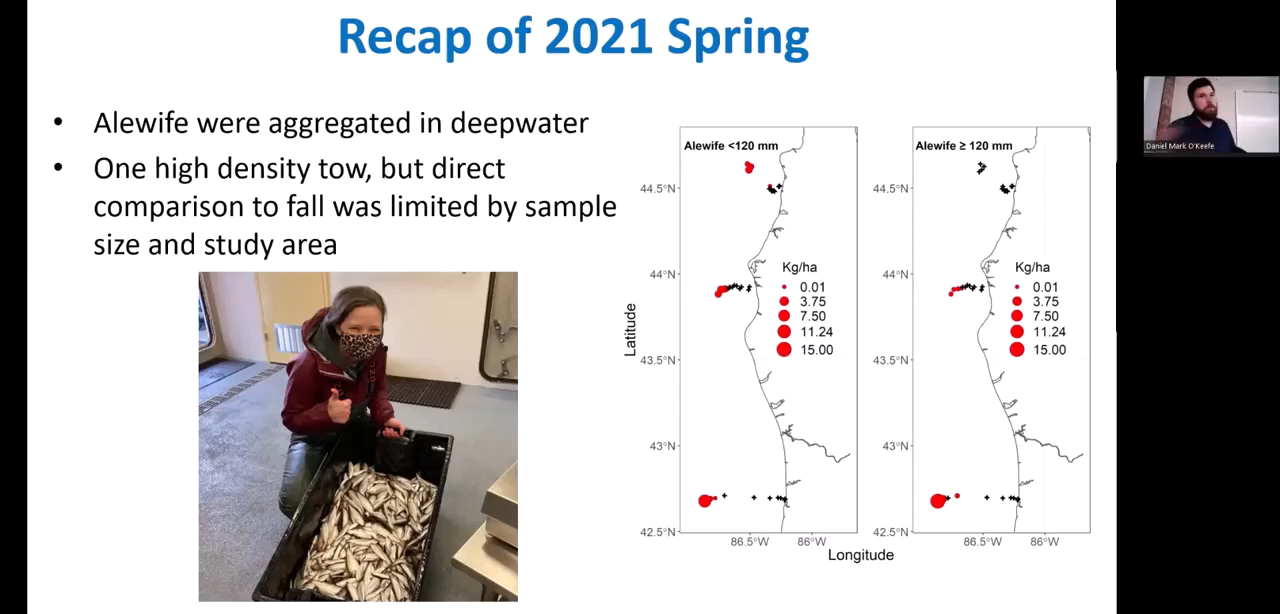 Recap of 2021 Spring
• Alewife were aggregated in deepwater
• One high density tow, but direct
comparison to fall was limited by sample
size and study area
Alewife <120 mm
44.5°N
44°N
43.5°N
43°N
42.5°N
Kg/ha
0.01
3.75
7.50
11.24
15.00
86.5°W
86°W
Alewife ≥ 120 mm
44.5°N
44°N
43.5°N
43°N
42.5°N
Kg/ha
0.01
3.75
7.50
11.24
15.00
86.5°W
86°W
Latitude
Longitude
Daniel Mark O'Keefe